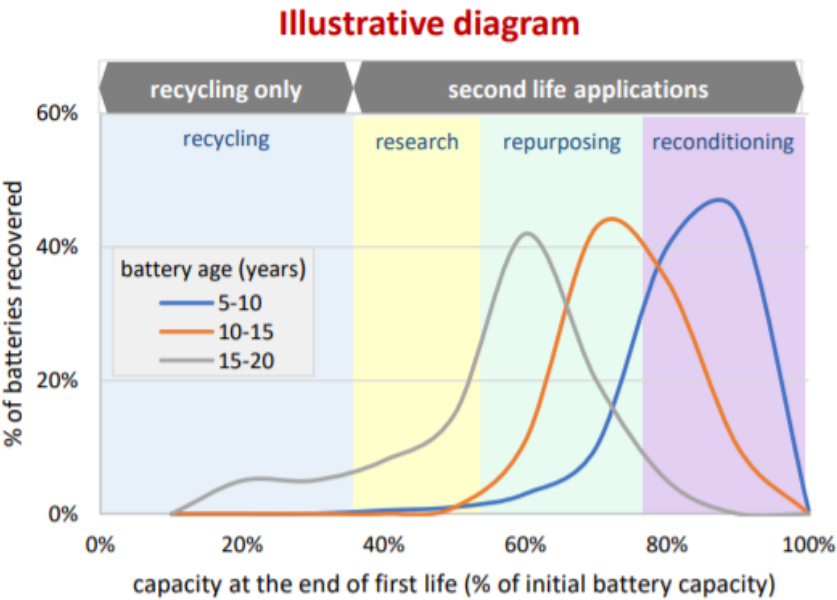 Illustrative diagram
recycling only
second life applications
60%
recycling
research
repurposing
reconditioning
% of batteries recovered
40%
battery age (years)
5-10
10-15
15-20
20%
0%
0%
20%
40%
60%
80%
100%
capacity at the end of first life (% of initial battery capacity)